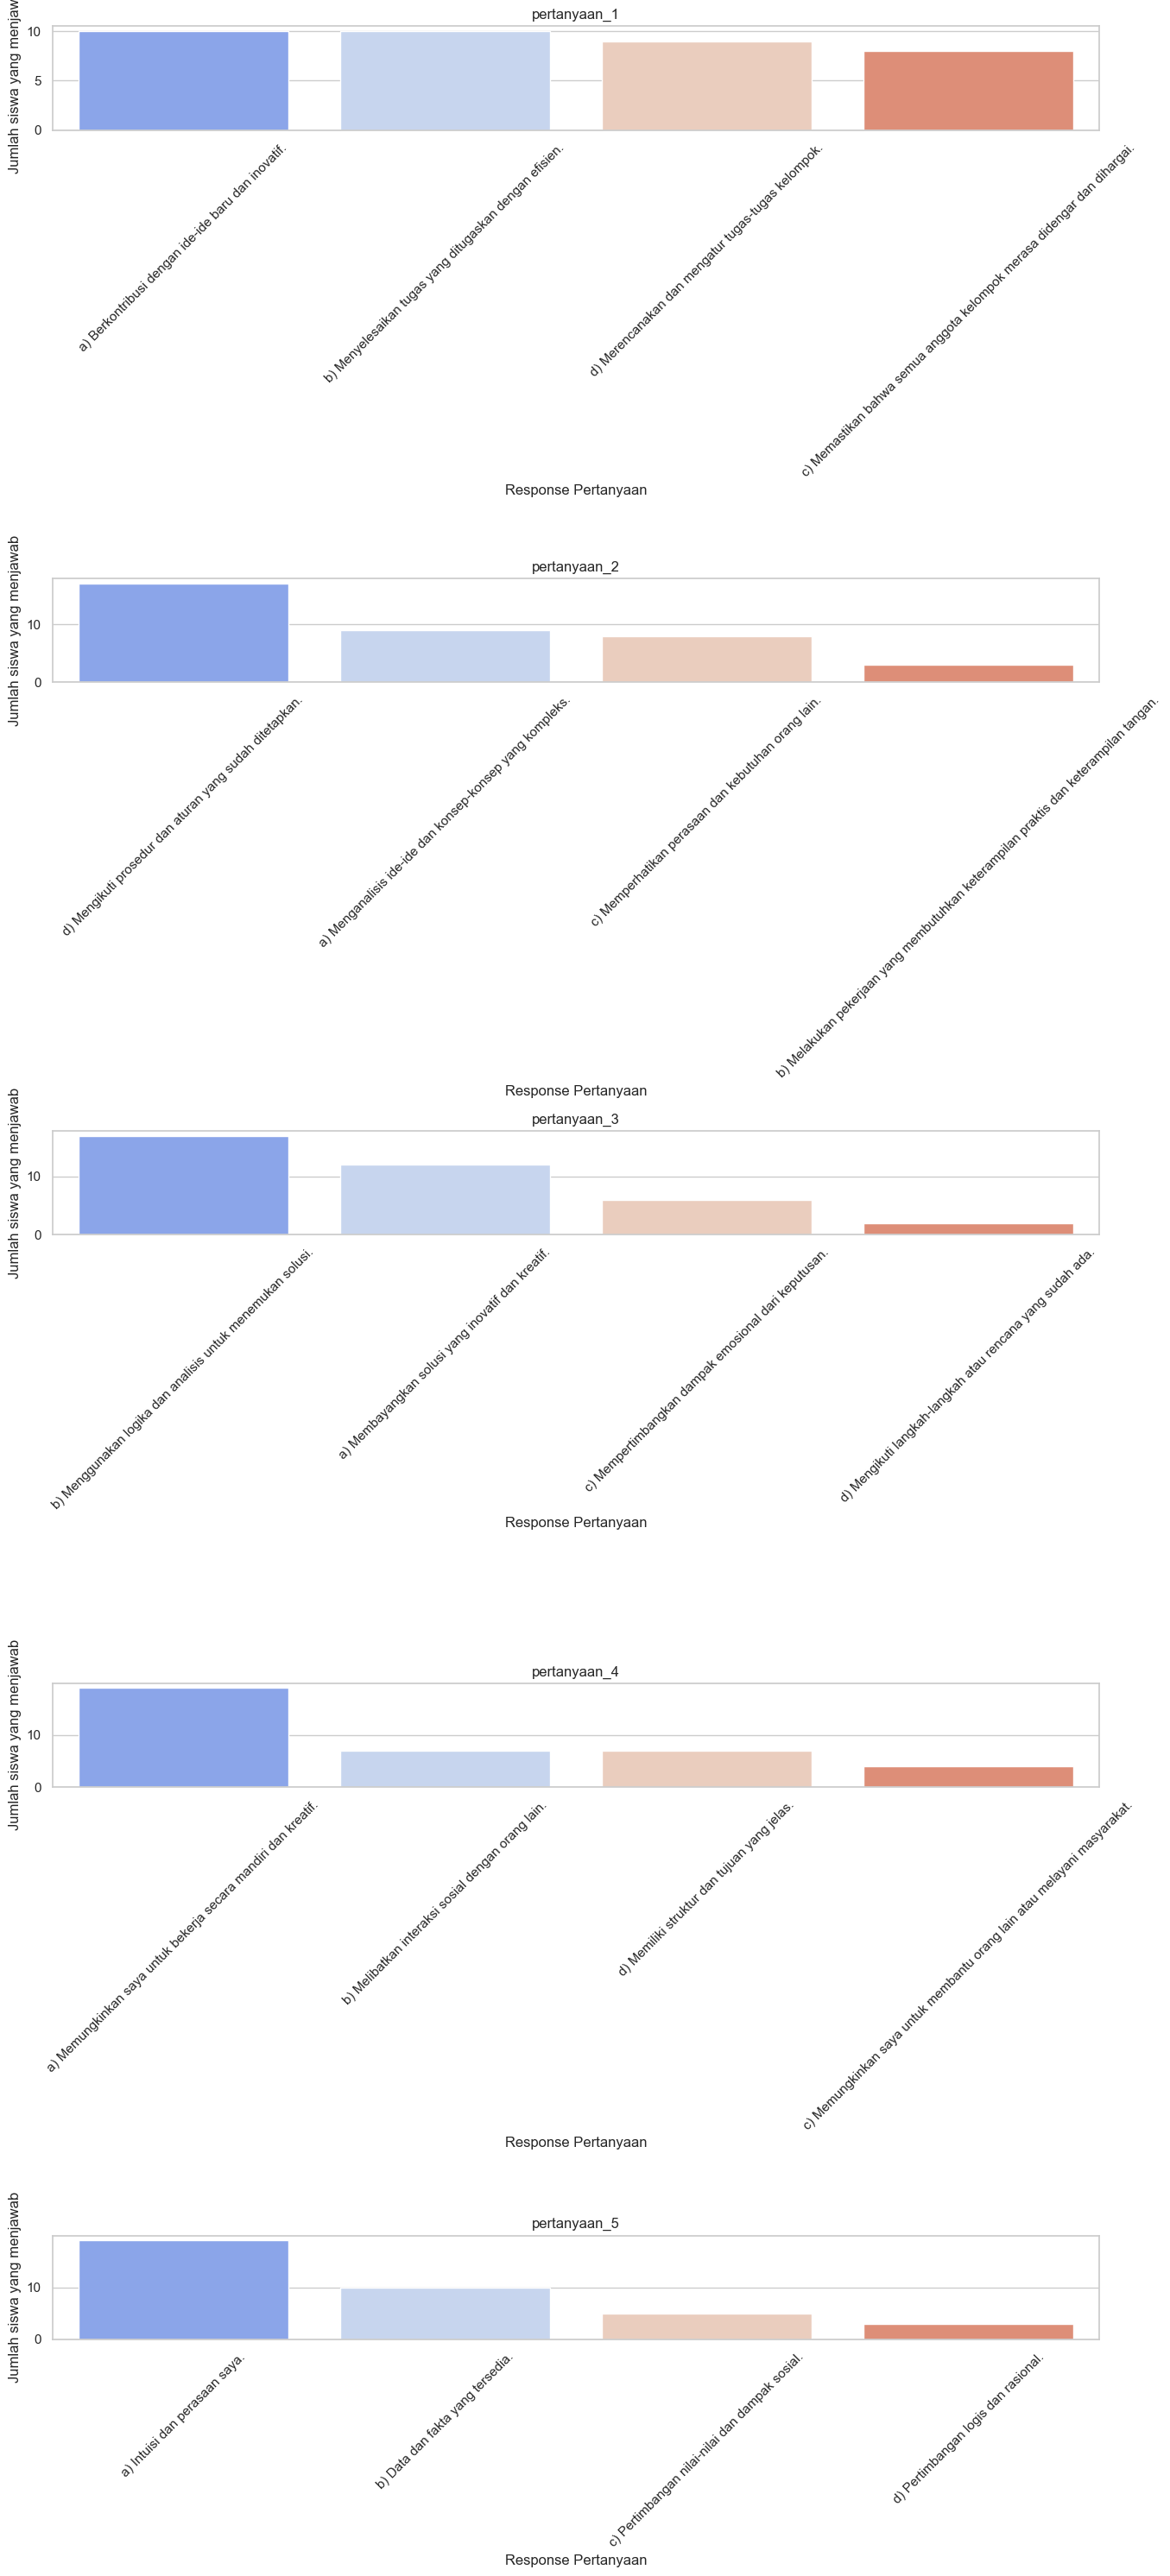 pertanyaan_1
Jumlah siswa yang menjaw
10
5
0
a) Berkontribusi dengan ide-ide baru dan inovatif.
b) Menyelesaikan tugas yang ditugaskan dengan efisien.
d) Merencanakan dan mengatur tugas-tugas kelompok.
c) Memastikan bahwa semua anggota kelompok merasa didengar dan dihargai.
Response Pertanyaan
pertanyaan_2
Jumlah siswa yang menjawab
10
0
d) Mengikuti prosedur dan aturan yang sudah ditetapkan.
a) Menganalisis ide-ide dan konsep-konsep yang kompleks.
c) Memperhatikan perasaan dan kebutuhan orang lain.
b) Melakukan pekerjaan yang membutuhkan keterampilan praktis dan keterampilan tangan.
Response Pertanyaan
pertanyaan_3
Jumlah siswa yang menjawab
10
0
b) Menggunakan logika dan analisis untuk menemukan solusi.
a) Membayangkan solusi yang inovatif dan kreatif.
c) Mempertimbangkan dampak emosional dari keputusan.
d) Mengikuti langkah-langkah atau rencana yang sudah ada.
Response Pertanyaan
pertanyaan_4
Jumlah siswa yang menjawab
10
0
a) Memungkinkan saya untuk bekerja secara mandiri dan kreatif.
b) Melibatkan interaksi sosial dengan orang lain.
d) Memiliki struktur dan tujuan yang jelas.
c) Memungkinkan saya untuk membantu orang lain atau melayani masyarakat.
Response Pertanyaan
pertanyaan_5
Jumlah siswa yang menjawab
10
0
a) Intuisi dan perasaan saya.
b) Data dan fakta yang tersedia.
c) Pertimbangan nilai-nilai dan dampak sosial.
d) Pertimbangan logis dan rasional.
Response Pertanyaan